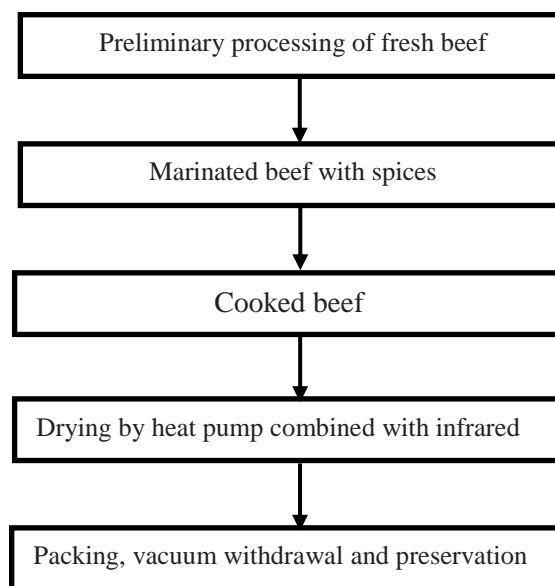 Preliminary processing of fresh beef
Marinated beef with spices
Cooked beef
Drying by heat pump combined with infrared
Packing, vacuum withdrawal and preservation